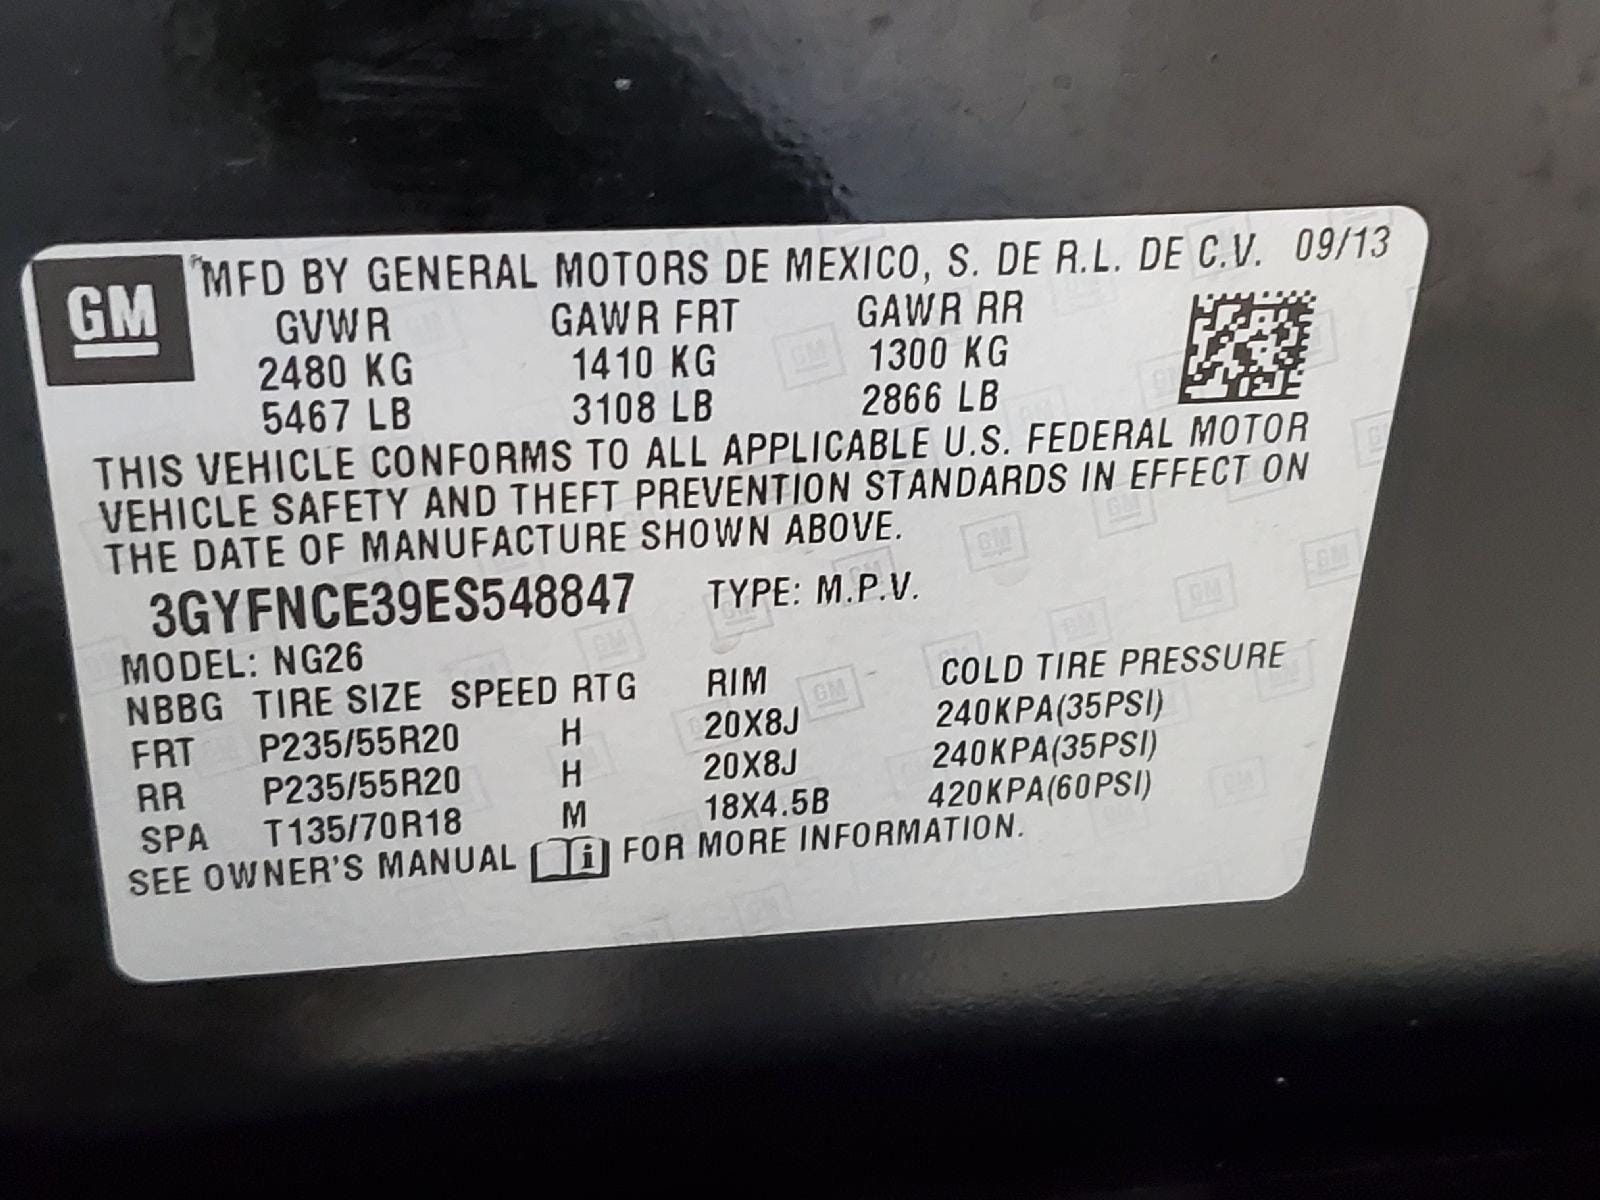 GM
MFD BY GENERAL MOTORS DE MEXICO, S. DE R.L. DE C.V. 09/13
GVWR GAWR FRT GAWR RR
2480 KG 1410 KG 1300 KG
5467 LB 3108 LB 2866 LB
THIS VEHICLE CONFORMS TO ALL APPLICABLE U.S. FEDERAL MOTOR
VEHICLE SAFETY AND THEFT PREVENTION STANDARDS IN EFFECT ON
THE DATE OF MANUFACTURE SHOWN ABOVE.
3GYFNCE39ES548847 TYPE: M.P.V.
MODEL: NG26
NBBG TIRE SIZE SPEED RTG RIM COLD TIRE PRESSURE
FRT P235/55R20 H 20X8J 240KPA(35PSI)
RR P235/55R20 H 20X8J 240KPA(35PSI)
SPA T135/70R18 M 18X4.5B 420KPA(60PSI)
SEE OWNER'S MANUAL i FOR MORE INFORMATION.